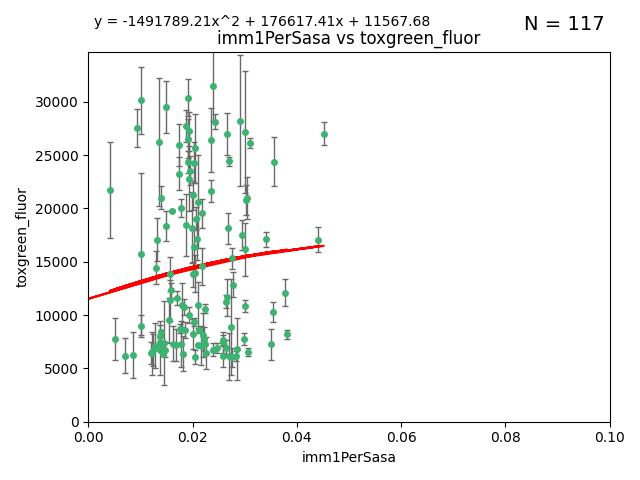 y = -1491789.21x^2 + 176617.41x + 11567.68
N = 117
imm1PerSasa vs toxgreen_fluor
30000
25000
20000
15000
10000
5000
0
toxgreen_fluor
0.00 0.02 0.04 0.06 0.08 0.10
imm1PerSasa